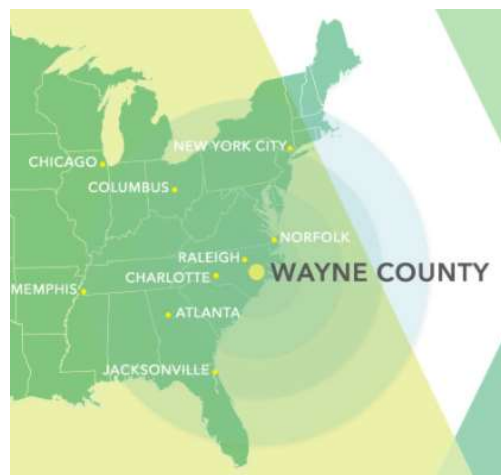 NEW YORK CITY
CHICAGO
COLUMBUS
NORFOLK
RALEIGH
WAYNE COUNTY
CHARLOTTE
MEMPHIS
ATLANTA
JACKSONVILLE